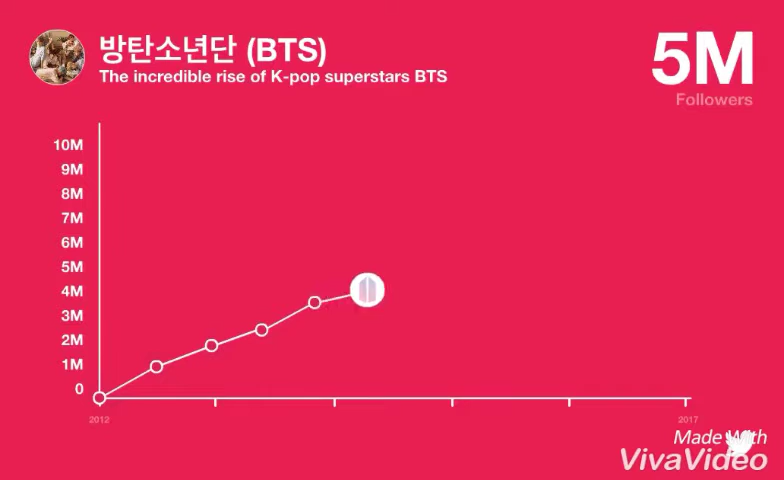 방탄소년단 (BTS)
The incredible rise of K-pop superstars BTS
5M
Followers
10M
9M
8M
7M
6M
5M
4M
3M
2M
1M
0
2012
2017
Made With
VivaVideo